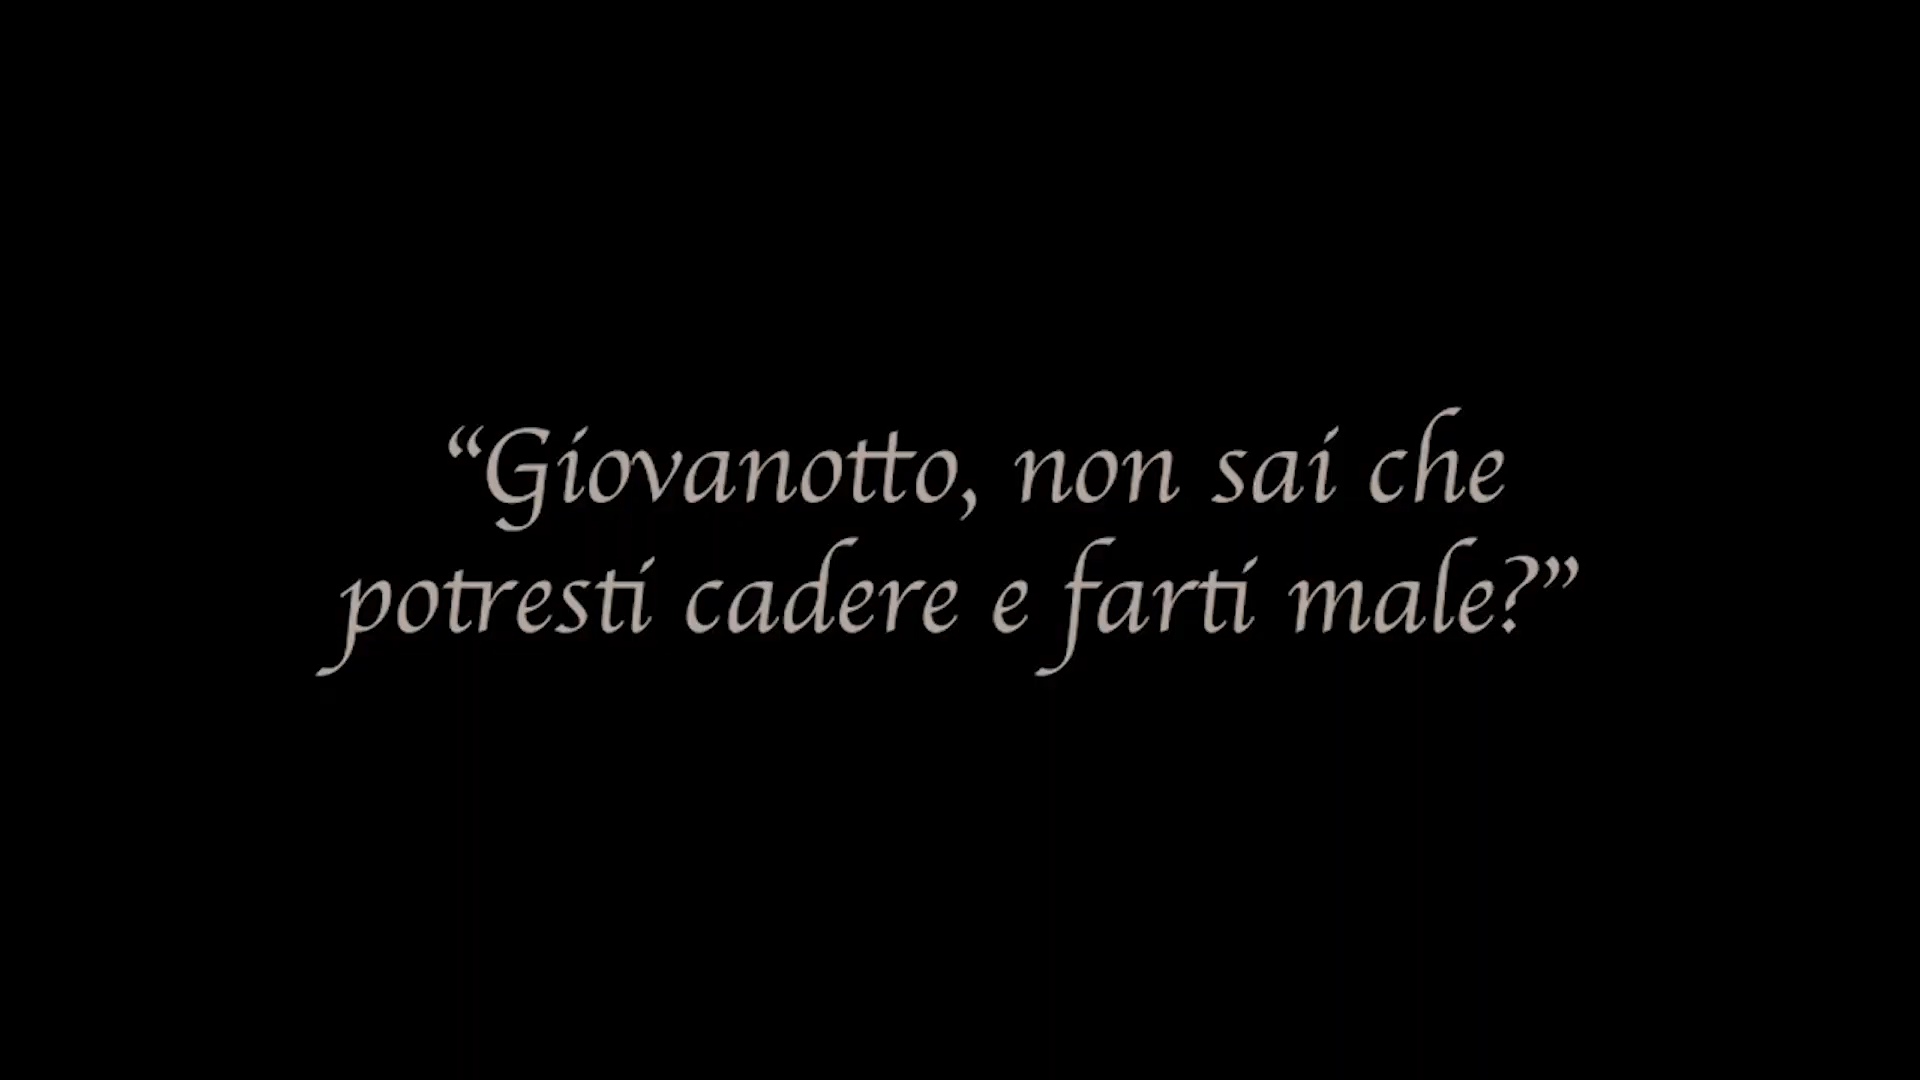 “Giovanotto, non sai che
potresti cadere e farti male?”